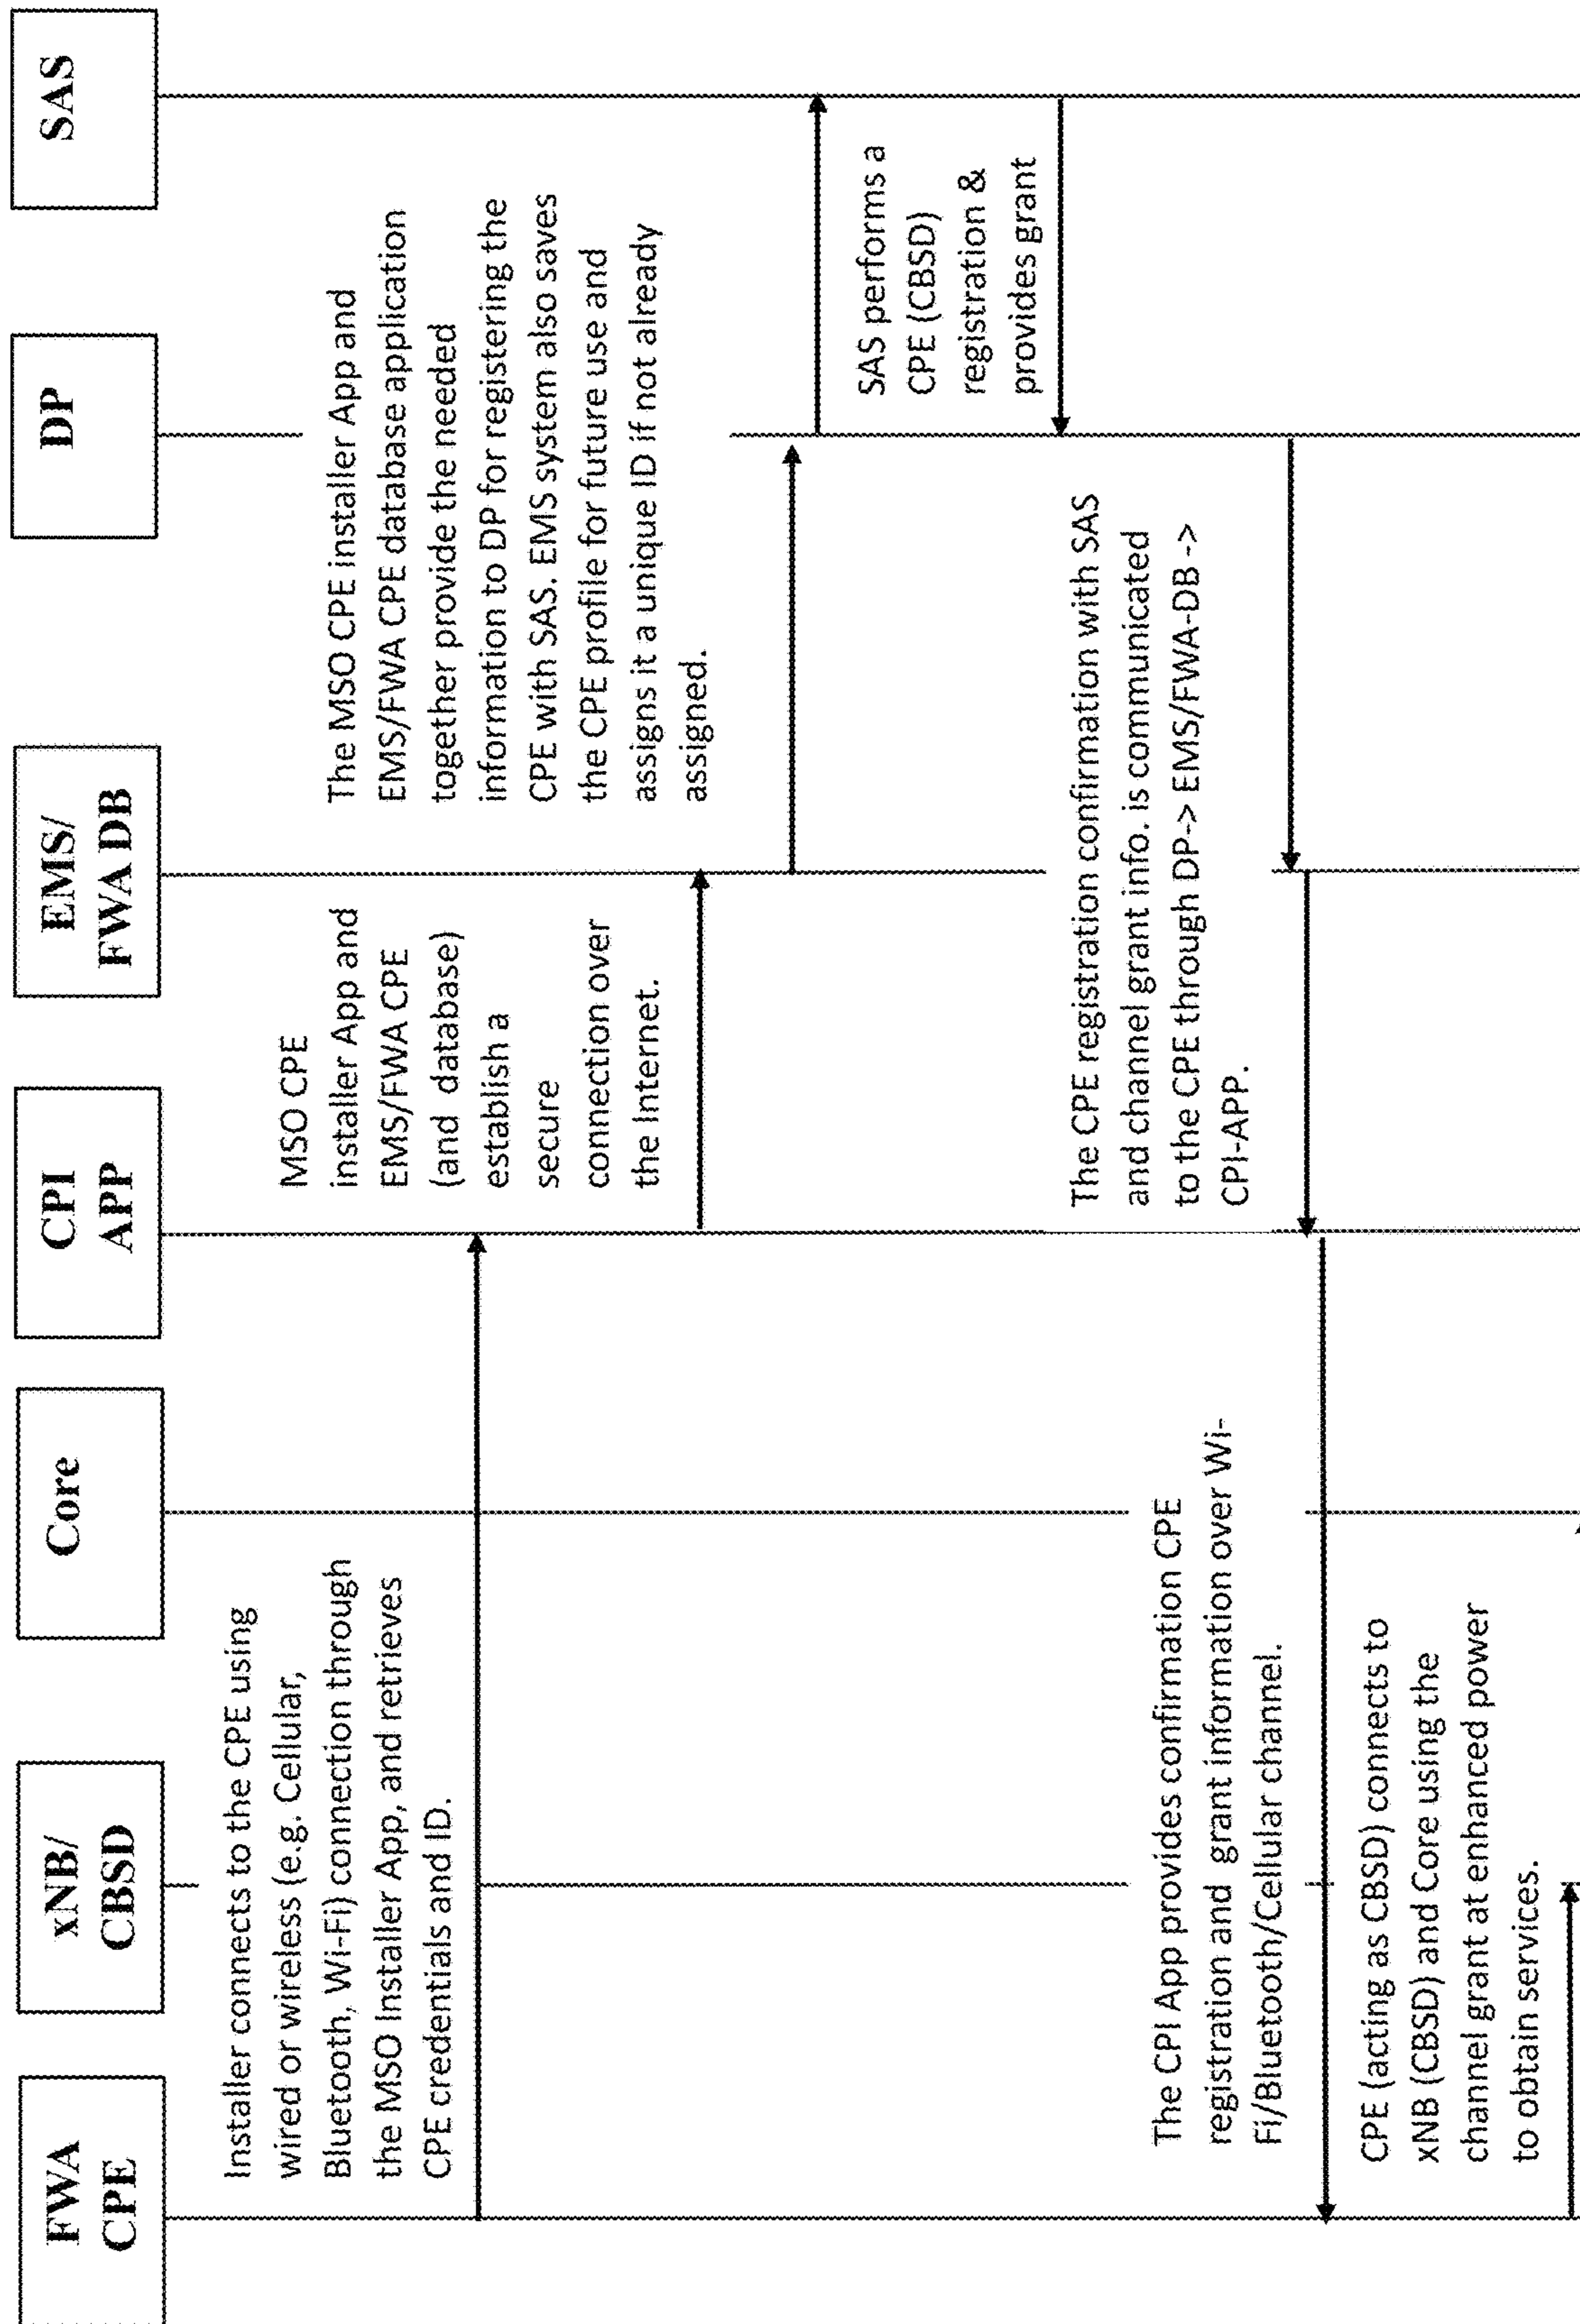 FWA
CPE
xNB/
CBSD
Core
CPI
APP
EMS/
FWA DB
DP
SAS
Installer connects to the CPE using
wired or wireless (e.g. Cellular,
Bluetooth, Wi-Fi) connection through
the MSO Installer App, and retrieves
CPE credentials and ID.
MSO CPE
installer App and
EMS/FWA CPE
(and database)
establish a
secure
connection over
the Internet.
The MSO CPE installer App and
EMS/FWA CPE database application
together provide the needed
information to DP for registering the
CPE with SAS. EMS system also saves
the CPE profile for future use and
assigns it a unique ID if not already
assigned.
SAS performs a
CPE (CBSD)
registration &
provides grant
The CPE registration confirmation with SAS
and channel grant info. is communicated
to the CPE through DP-> EMS/FWA-DB ->
CPI-APP.
The CPI App provides confirmation CPE
registration and grant information over Wi-
Fi/Bluetooth/Cellular channel.
CPE (acting as CBSD) connects to
xNB (CBSD) and Core using the
channel grant at enhanced power
to obtain services.